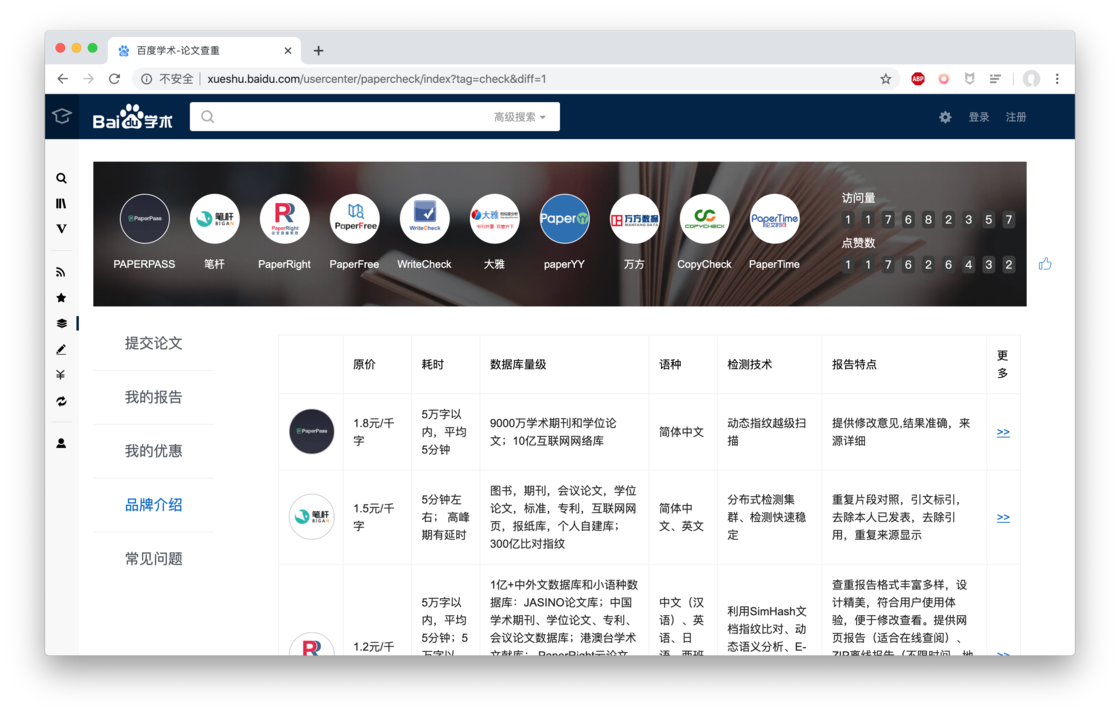 百度学术-论文查重
不安全 | xueshu.baidu.com/usercenter/papercheck/index?tag=check&diff=1
ABP
Baidu学术
高级搜索
登录
注册
PaperPass
笔杆
BIGAN
PaperRight
PaperFree
WriteCheck
大雅
PaperYY
万方数据
COPYCHECK
PaperTime
PAPERPASS
笔杆
PaperRight
PaperFree
WriteCheck
大雅
paperYY
万方
CopyCheck
PaperTime
访问量
1 1 7 6 8 2 3 5 7
点赞数
1 1 7 6 2 6 4 3 2
提交论文
我的报告
我的优惠
品牌介绍
常见问题
原价
耗时
数据库量级
语种
检测技术
报告特点
更
多
PaperPass
1.8元/千
字
5万字以
内，平均
5分钟
9000万学术期刊和学位论
文；10亿互联网网络库
简体中文
动态指纹越级扫
描
提供修改意见,结果准确，来
源详细
>>
笔杆
BIGAN
1.5元/千
字
5分钟左
右； 高峰
期有延时
图书，期刊，会议论文，学位
论文，标准，专利，互联网网
页，报纸库，个人自建库；
300亿比对指纹
简体中
文、英文
分布式检测集
群、检测快速稳
定
重复片段对照，引文标引，
去除本人已发表，去除引
用，重复来源显示
>>
1.2元/千
5万字以
内，平均
5分钟；5
万字以
1亿+中外文数据库和小语种数
据库：JASINO论文库；中国
学术期刊、学位论文、专利、
会议论文数据库；港澳台学术
文献库； PaperRight云论文
中文（汉
语）、英
语、日
语、西班
利用SimHash文
档指纹比对、动
态语义分析、E-
查重报告格式丰富多样，设
计精美，符合用户使用体
验，便于修改查看。提供网
页报告（适合在线查阅）、
ZIP离线报告（不限时间、地
>>